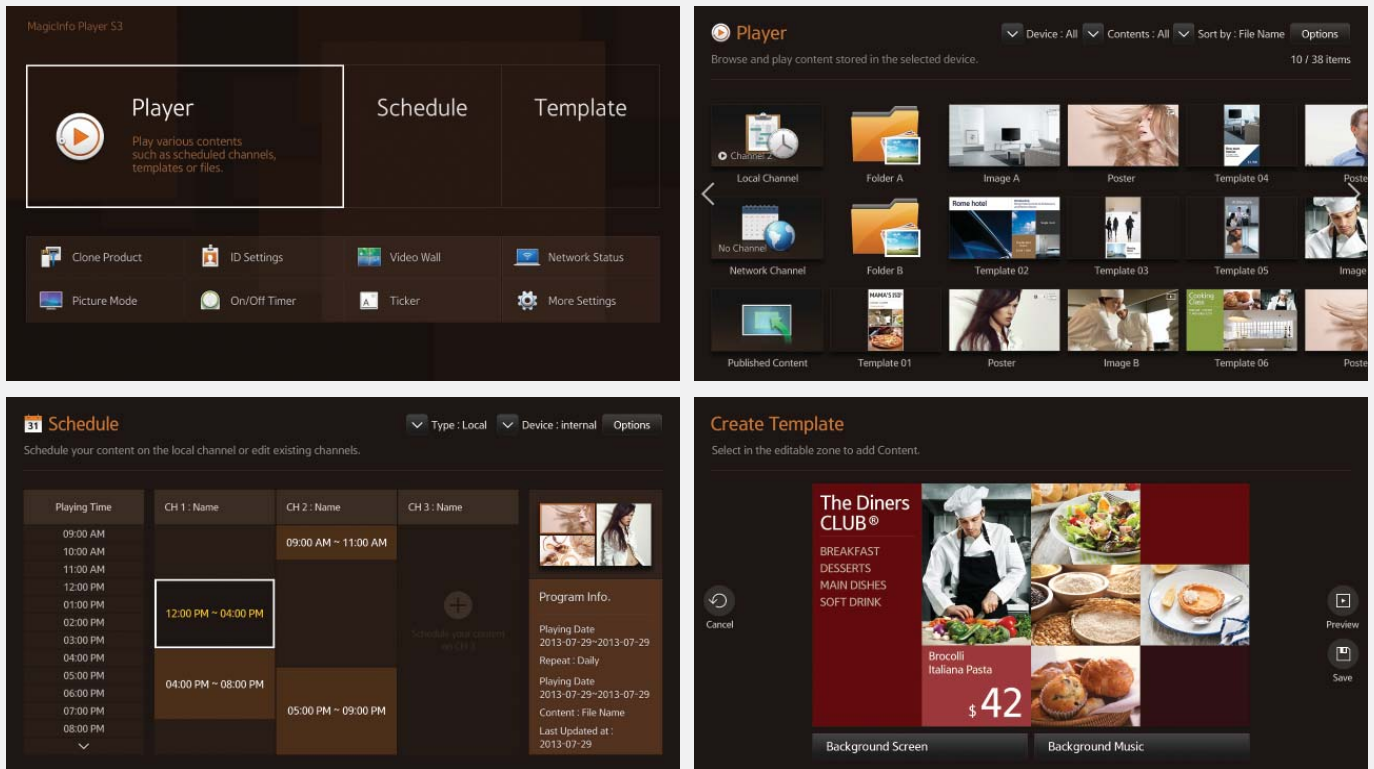 MagicInfo Player S3
Player
Play various contents
such as scheduled channels,
templates or files.
Schedule
Template
Clone Product
ID Settings
Video Wall
Network Status
Picture Mode
On/Off Timer
A
Ticker
More Settings
Player
Device : All
Contents : All
Sort by : File Name
Options
Browse and play content stored in the selected device.
10 / 38 items
Channel 2
Local Channel
Folder A
Image A
Poster
Template 04
Poste
No Channel
Rome hotel
Network Channel
Folder B
Template 02
Template 03
Template 05
Image
MAMA'S
Cooking
Class
Published Content
Template 01
Poster
Image B
Template 06
Poste
31
Schedule
Type : Local
Device : internal
Options
Schedule your content on the local channel or edit existing channels.
Playing Time
CH 1 : Name
CH 2 : Name
CH 3 : Name
09:00 AM
10:00 AM
11:00 AM
12:00 PM
01:00 PM
02:00 PM
03:00 PM
04:00 PM
05:00 PM
06:00 PM
07:00 PM
08:00 PM
12:00 PM ~ 04:00 PM
04:00 PM ~ 08:00 PM
09:00 AM ~ 11:00 AM
05:00 PM ~ 09:00 PM
Schedule your content
on CH 3
Program Info.
Playing Date
2013-07-29~2013-07-29
Repeat : Daily
Playing Date
2013-07-29~2013-07-29
Content : File Name
Last Updated at :
2013-07-29
Create Template
Select in the editable zone to add Content.
The Diners
CLUB®
BREAKFAST
DESSERTS
MAIN DISHES
SOFT DRINK
Brocolli
Italiana Pasta
$42
Cancel
Preview
Save
Background Screen
Background Music